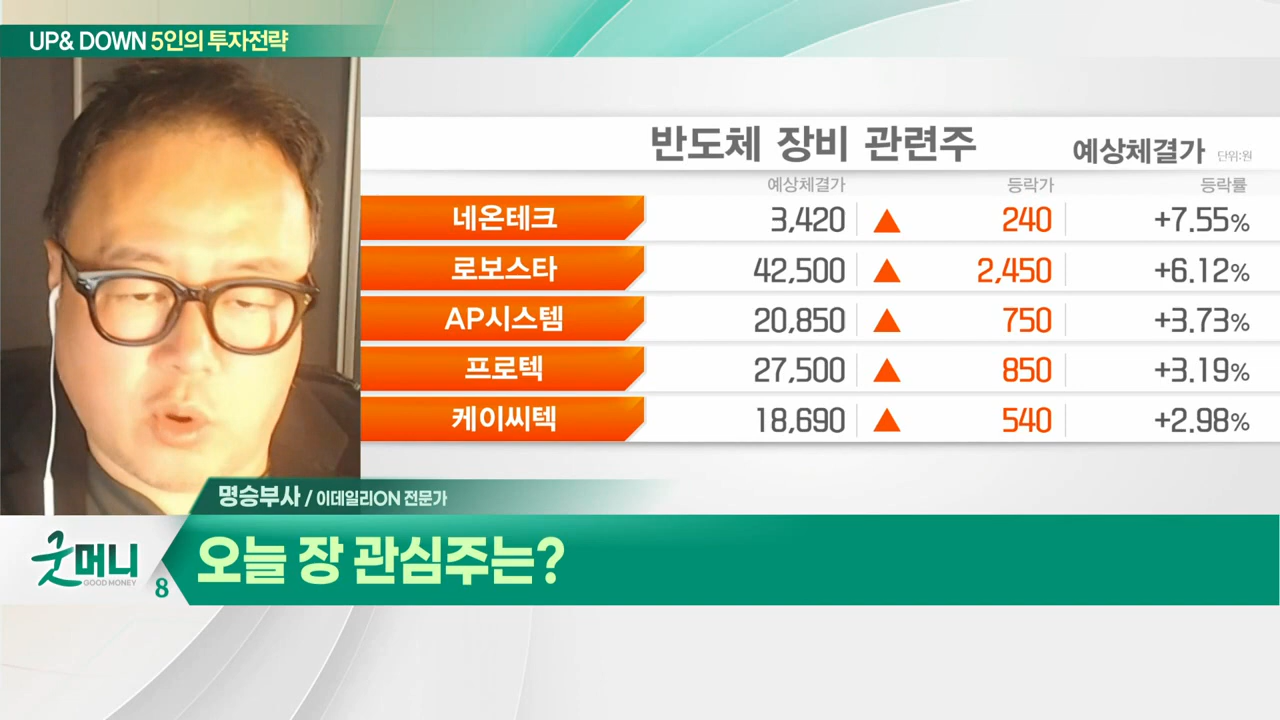 UP& DOWN 5인의 투자전략
반도체 장비 관련주 예상체결가 단위:원
예상체결가 등락가 등락률
네온테크 3,420 ▲ 240 +7.55%
로보스타 42,500 ▲ 2,450 +6.12%
AP시스템 20,850 ▲ 750 +3.73%
프로텍 27,500 ▲ 850 +3.19%
케이씨텍 18,690 ▲ 540 +2.98%
명승부사 / 이데일리ON 전문가
굿머니
GOOD MONEY
8
오늘 장 관심주는?